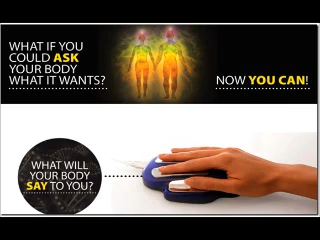 WHAT IF YOU
COULD ASK
YOUR BODY
WHAT IT WANTS?
NOW YOU CAN!
WHAT WILL
YOUR BODY
SAY TO YOU?